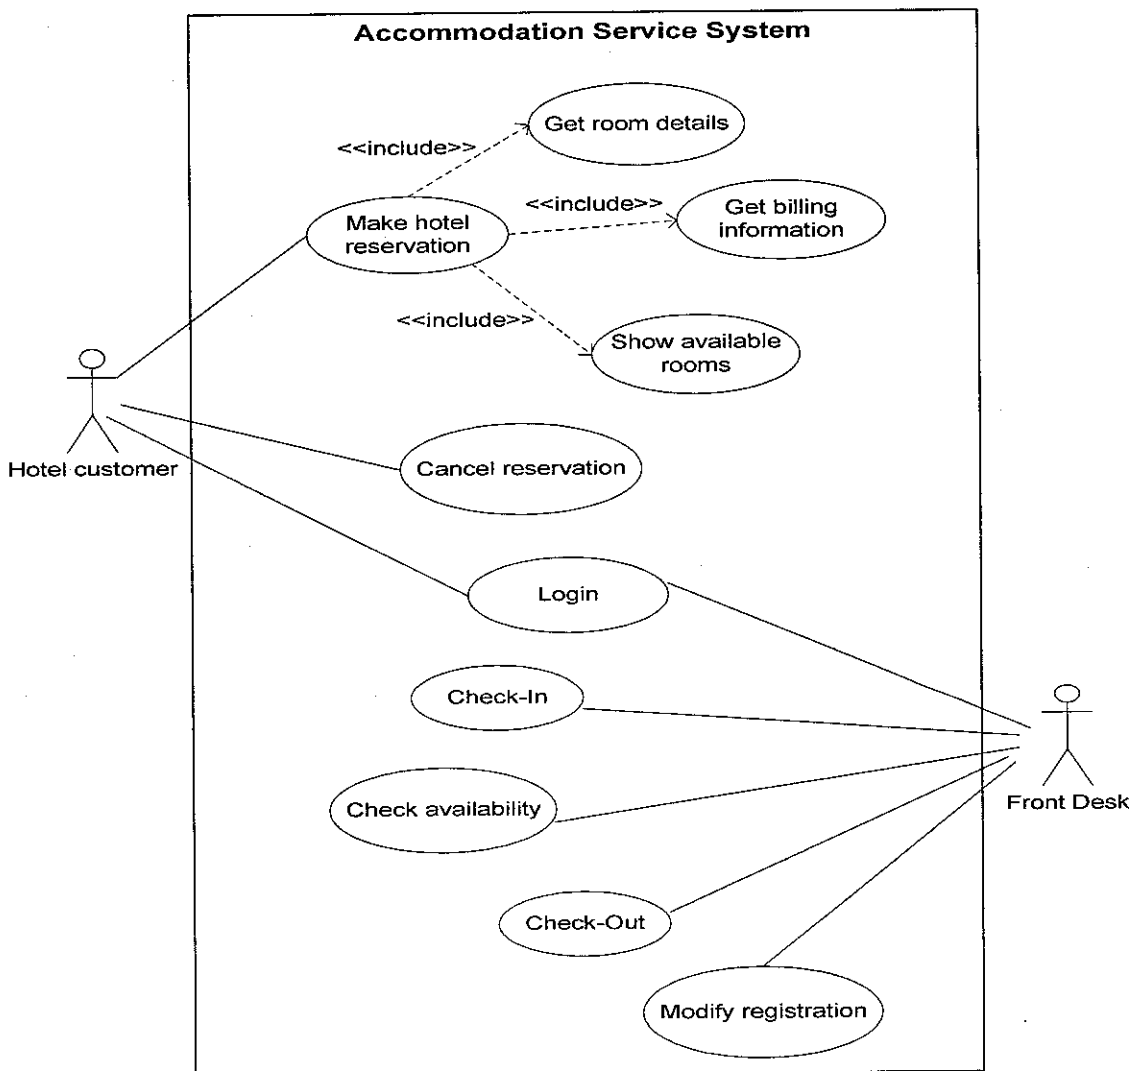 Accommodation Service System
Get room details
<<include>>
<<include>>
Get billing
information
Make hotel
reservation
<<include>>
Show available
rooms
Hotel customer
Cancel reservation
Login
Check-In
Check availability
Front Desk
Check-Out
Modify registration